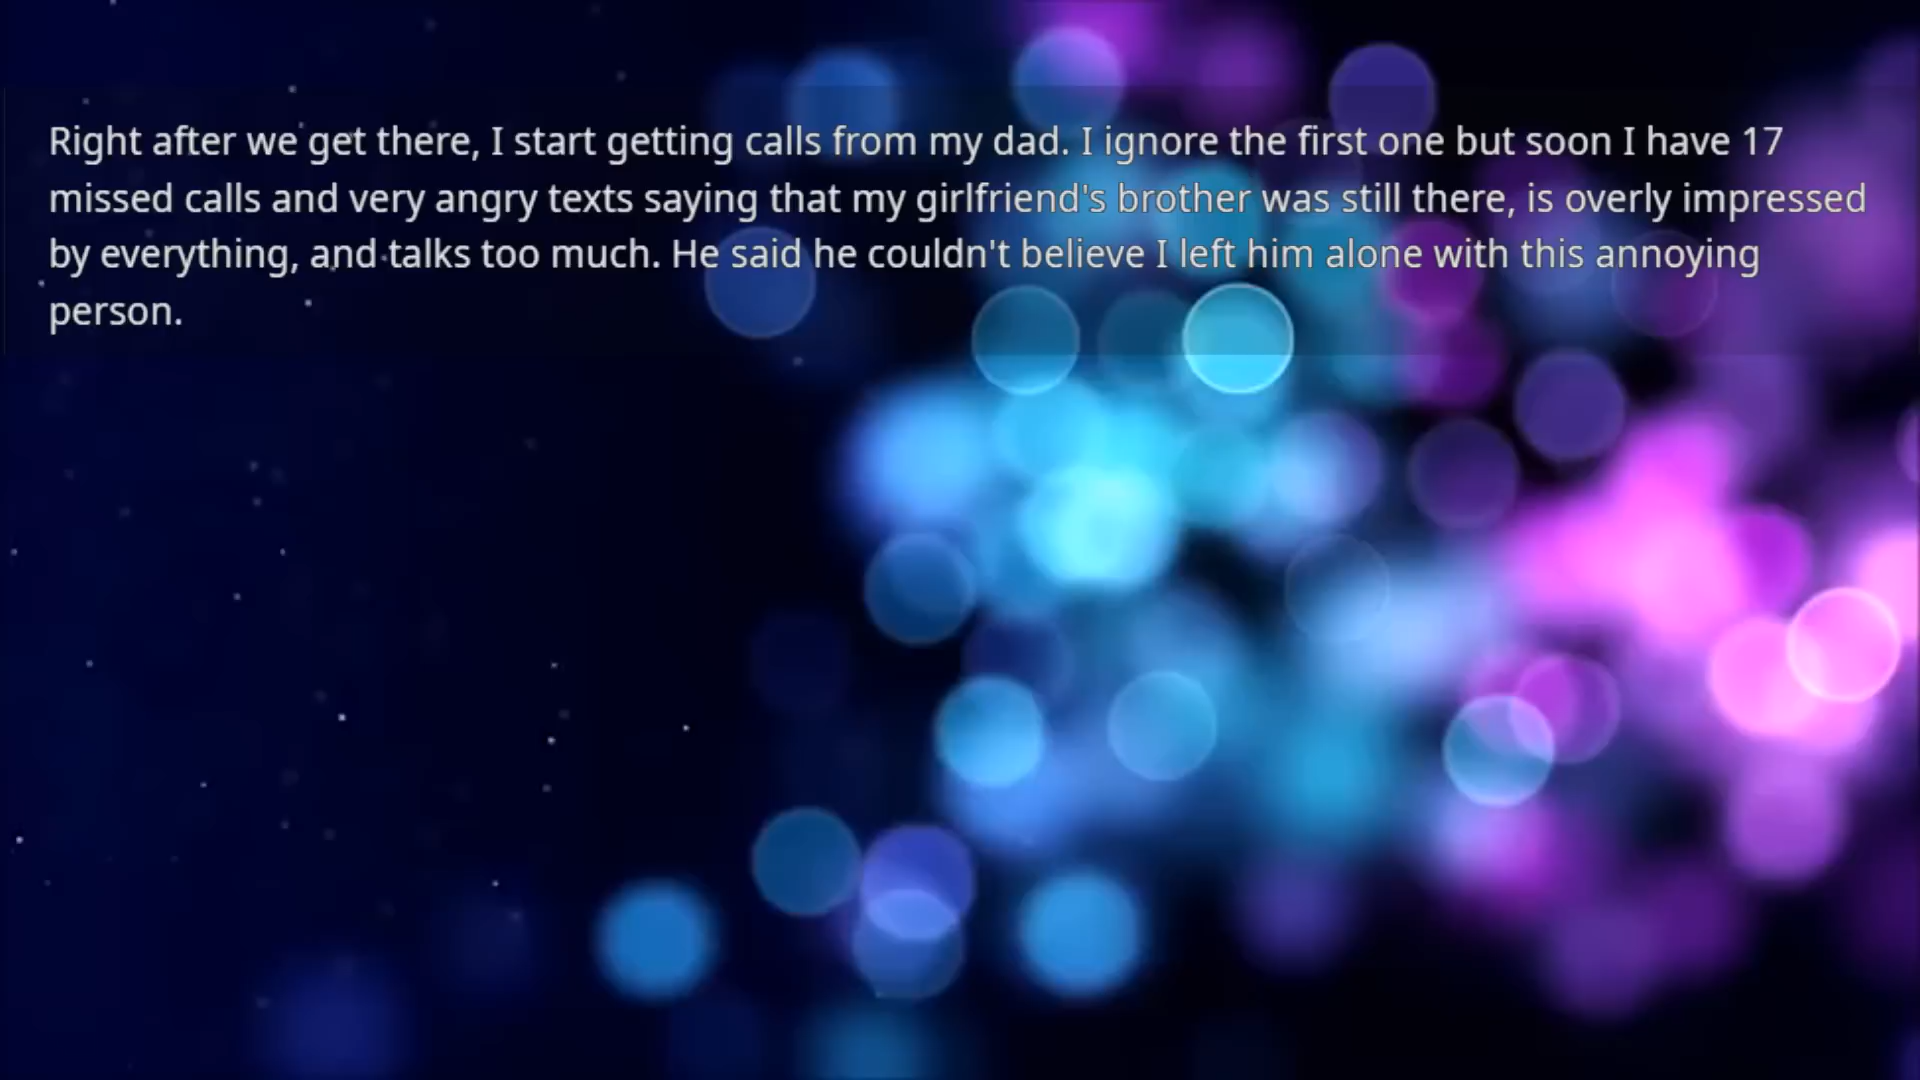 Right after we get there, I start getting calls from my dad. I ignore the first one but soon I have 17
missed calls and very angry texts saying that my girlfriend's brother was still there, is overly impressed
by everything, and talks too much. He said he couldn't believe I left him alone with this annoying
person.